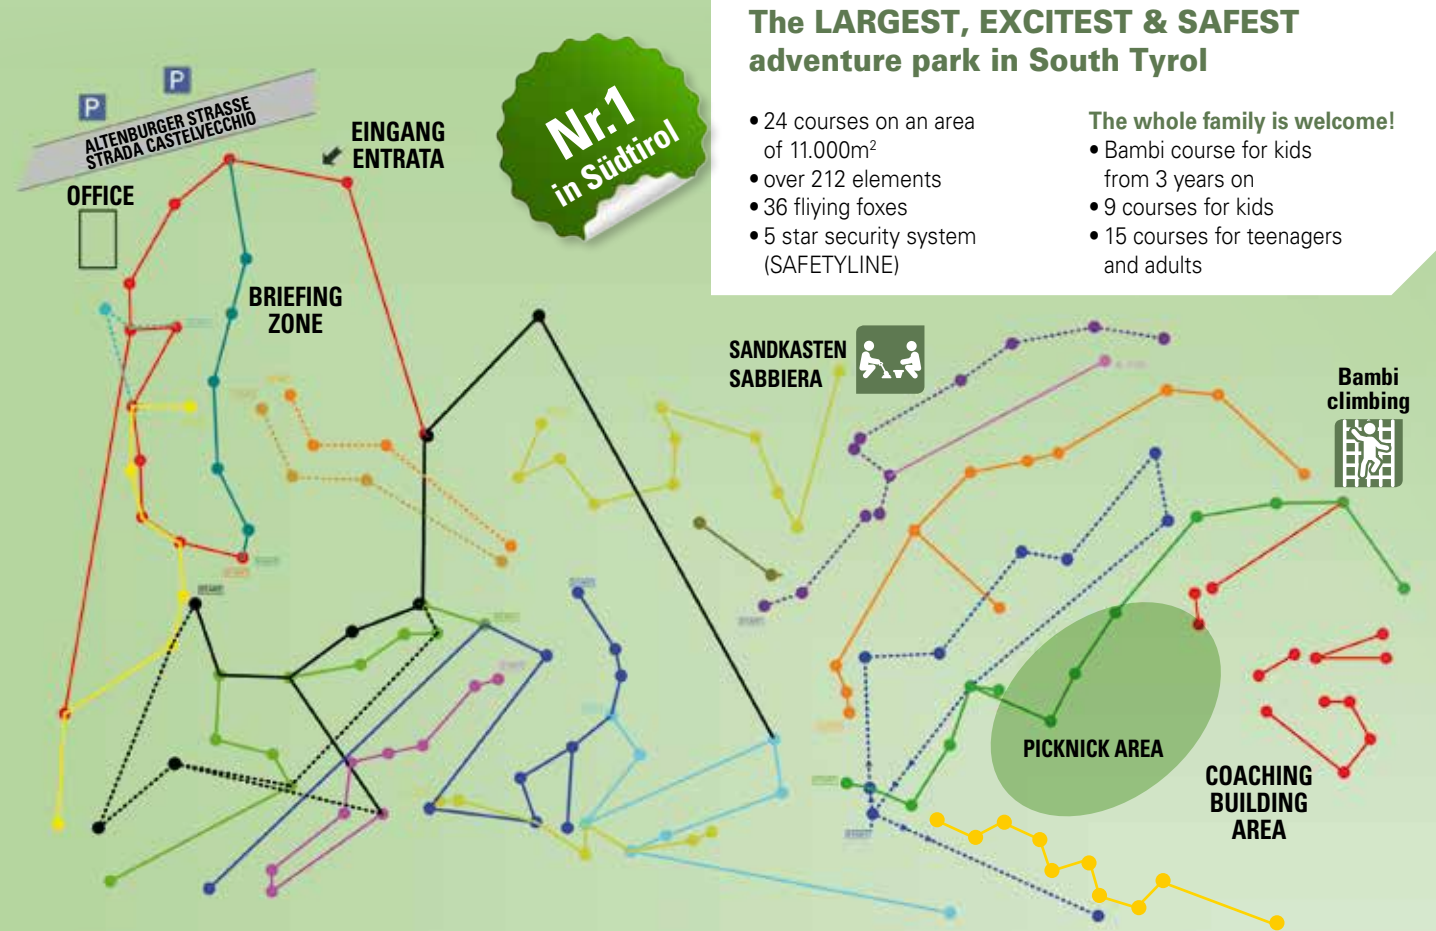 The LARGEST, EXCITEST & SAFEST
adventure park in South Tyrol
• 24 courses on an area
of 11.000m²
• over 212 elements
• 36 fliying foxes
• 5 star security system
(SAFETYLINE)
The whole family is welcome!
• Bambi course for kids
from 3 years on
• 9 courses for kids
• 15 courses for teenagers
and adults
Nr.1
in Südtirol
P
P
ALTENBURGER STRASSE
STRADA CASTELVECCHIO
EINGANG
ENTRATA
OFFICE
BRIEFING
ZONE
SANDKASTEN
SABBIERA
Bambi
climbing
START
PICKNICK AREA
COACHING
BUILDING
AREA